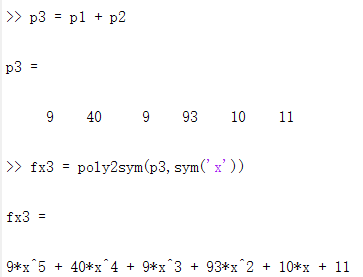 >> p3 = p1 + p2
p3 =
9 40 9 93 10 11
>> fx3 = poly2sym(p3,sym('x'))
fx3 =
9*x^5 + 40*x^4 + 9*x^3 + 93*x^2 + 10*x + 11